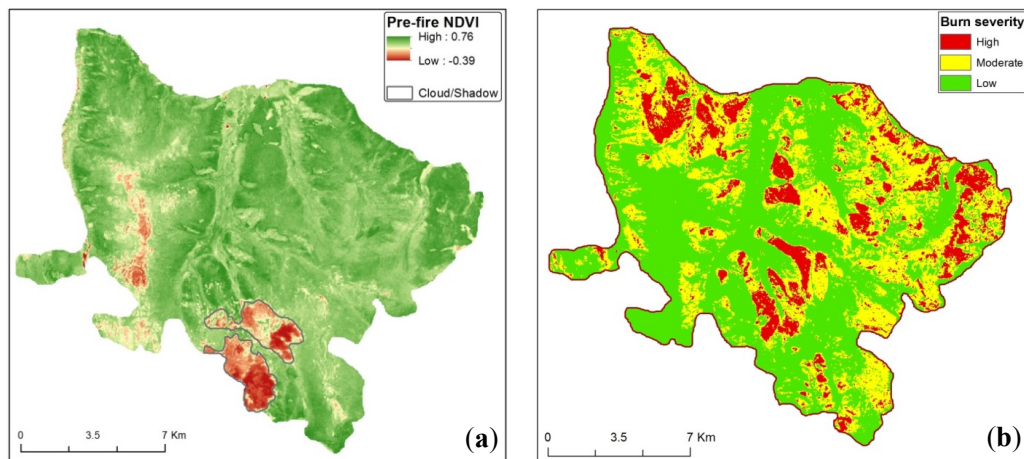 Pre-fire NDVI
High : 0.76
Low : -0.39
Cloud/Shadow
0 3.5 7 Km
(a)
Burn severity
High
Moderate
Low
0 3.5 7 Km
(b)